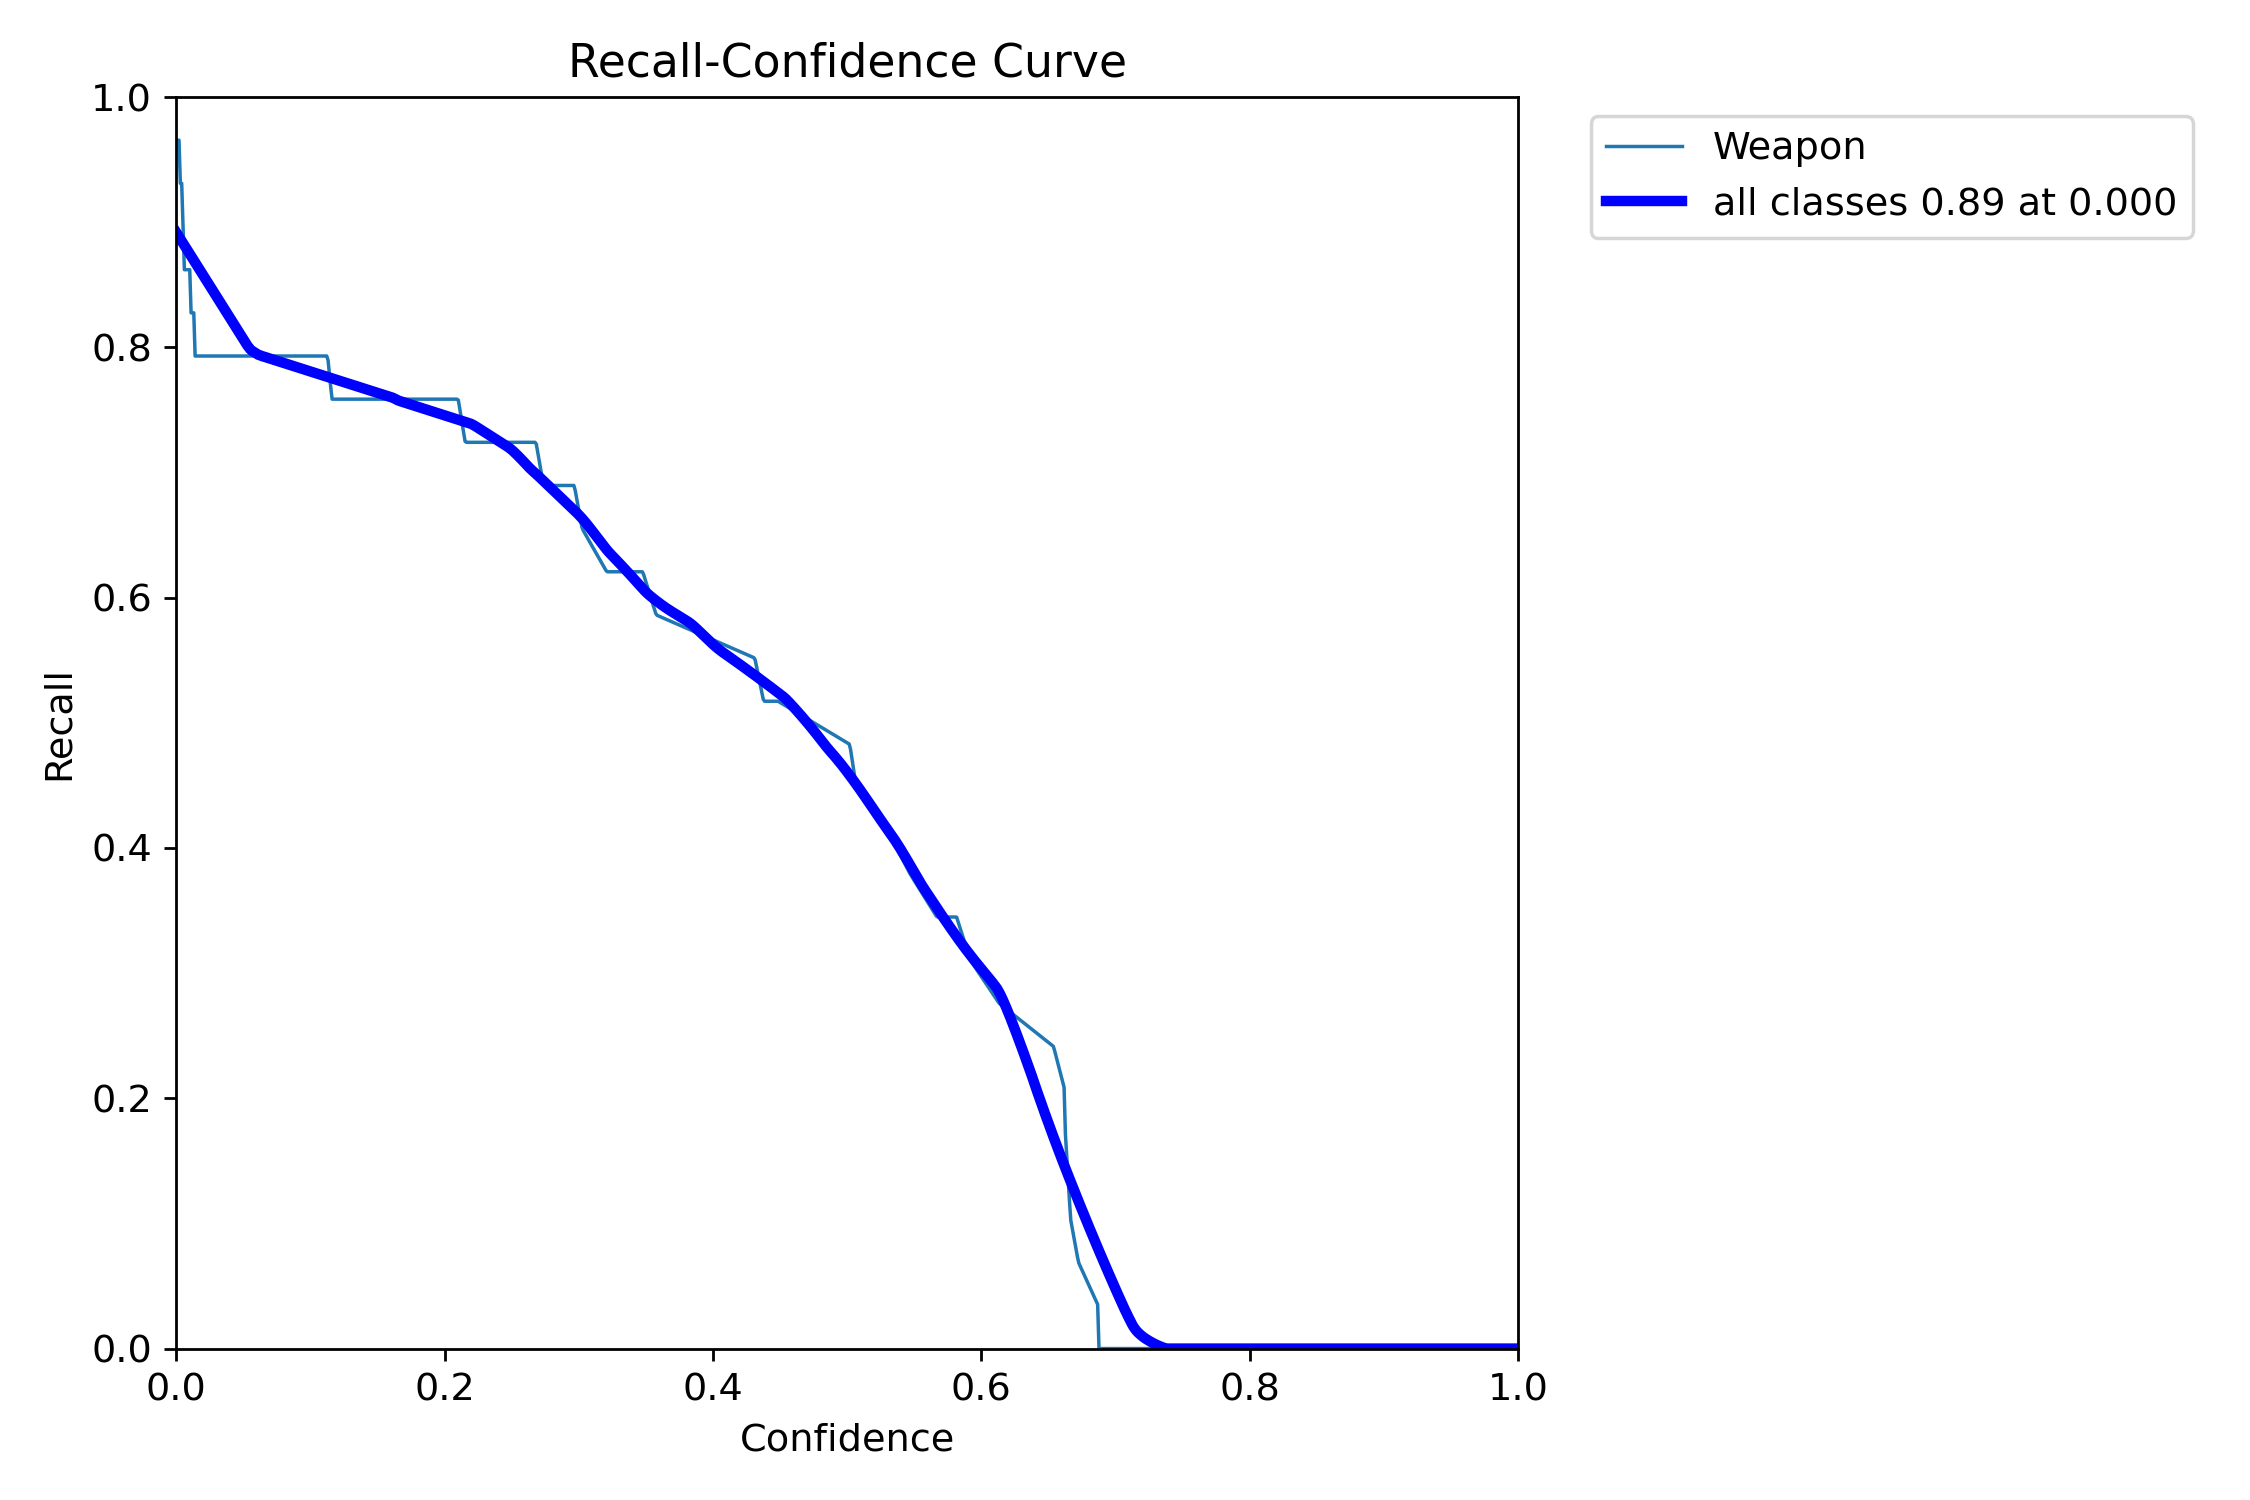 Recall-Confidence Curve
1.0
0.8
0.6
0.4
0.2
0.0
Recall
0.0 0.2 0.4 0.6 0.8 1.0
Confidence
Weapon
all classes 0.89 at 0.000